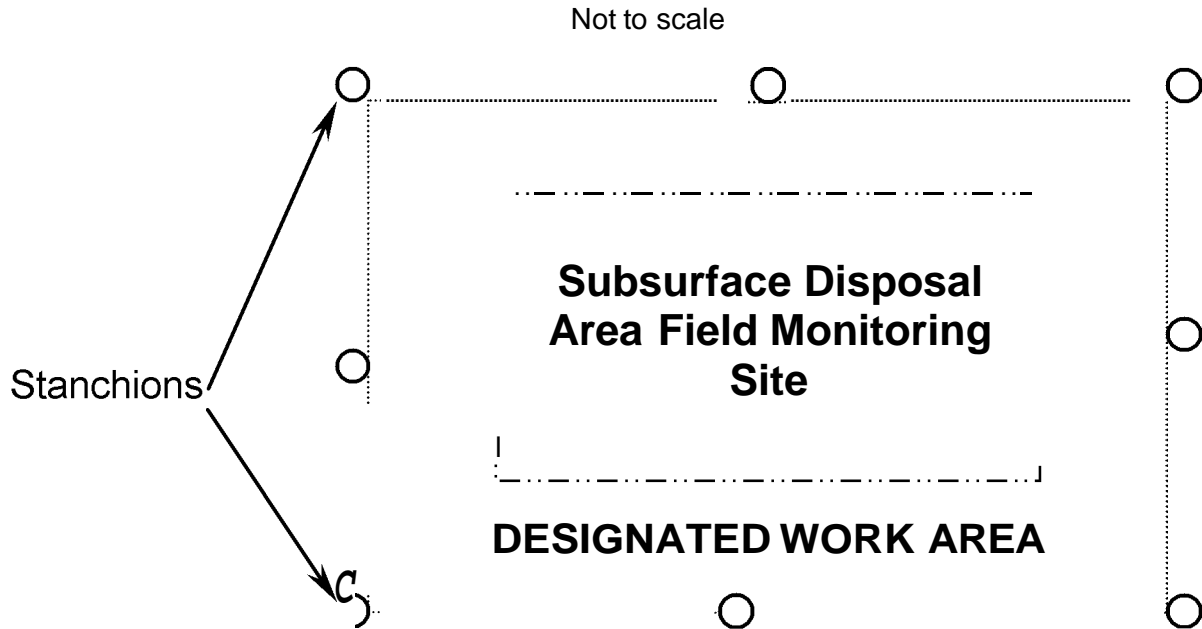 Not to scale
Subsurface Disposal
Area Field Monitoring
Site
Stanchions
DESIGNATED WORK AREA